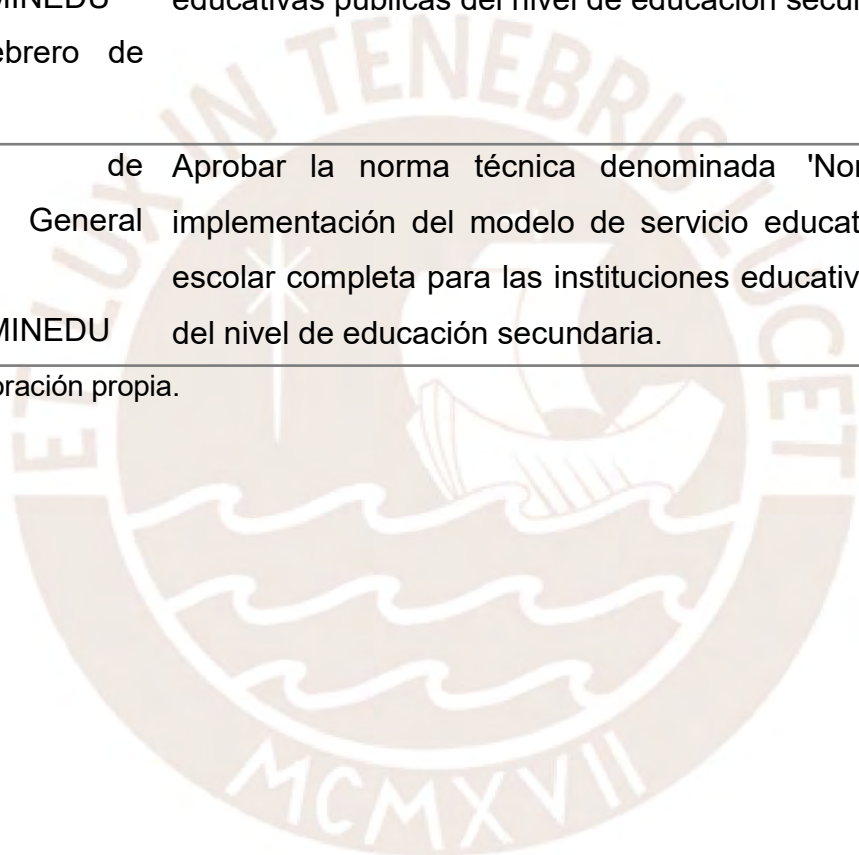 MINEDU educativas públicas del nivel de educación secu
ebrero de
de Aprobar la norma técnica denominada 'Nor
General implementación del modelo de servicio educat
escolar completa para las instituciones educativ
MINEDU del nivel de educación secundaria.
oración propia.
ET LUX IN TENEBRIS LUCET
MCMXVII